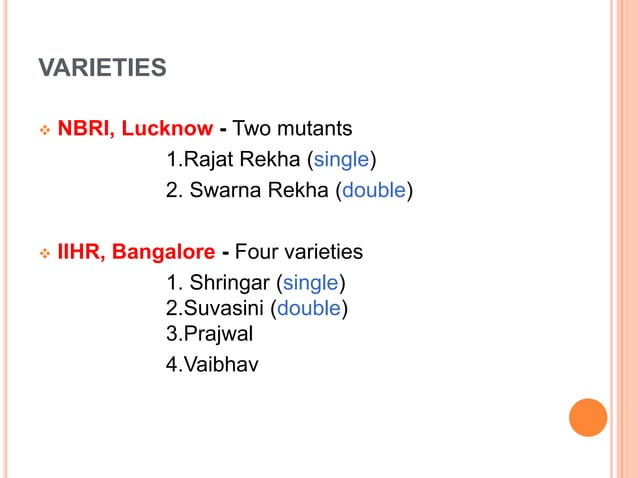 VARIETIES
❖ NBRI, Lucknow - Two mutants
1.Rajat Rekha (single)
2. Swarna Rekha (double)
❖ IIHR, Bangalore - Four varieties
1. Shringar (single)
2.Suvasini (double)
3.Prajwal
4.Vaibhav